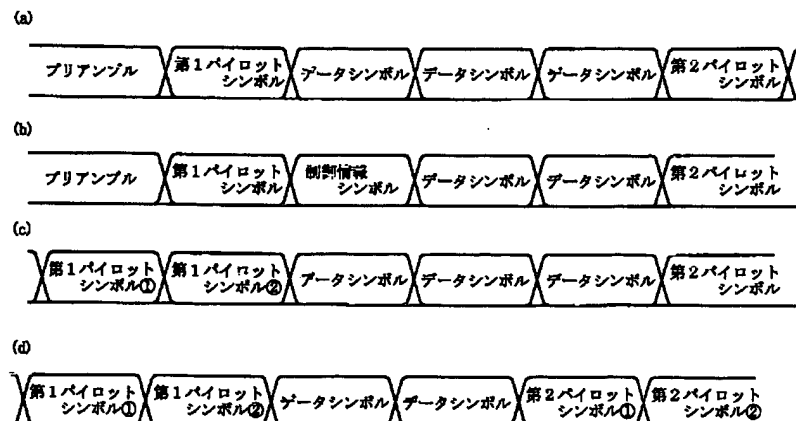 (a)
プリアンブル 第1パイロット シンボル データシンボル データシンボル データシンボル 第2パイロット シンボル
(b)
プリアンブル 第1パイロット シンボル 制御情報 シンボル データシンボル データシンボル 第2パイロット シンボル
(c)
第1パイロット シンボル① 第1パイロット シンボル② データシンボル データシンボル データシンボル 第2パイロット シンボル
(d)
第1パイロット シンボル① 第1パイロット シンボル② データシンボル データシンボル 第2パイロット シンボル① 第2パイロット シンボル②